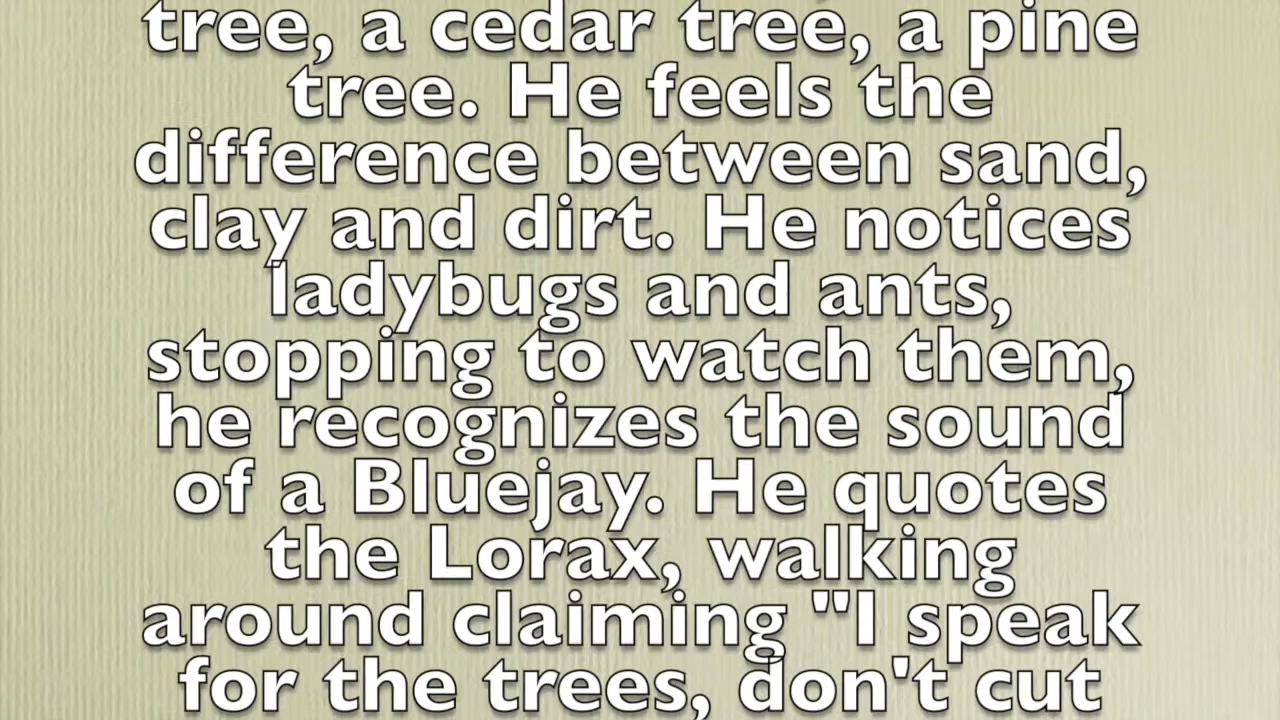 tree, a cedar tree, a pine
tree. He feels the
difference between sand,
clay and dirt. He notices
ladybugs and ants,
stopping to watch them,
he recognizes the sound
of a Bluejay. He quotes
the Lorax, walking
around claiming "I speak
for the trees, don't cut